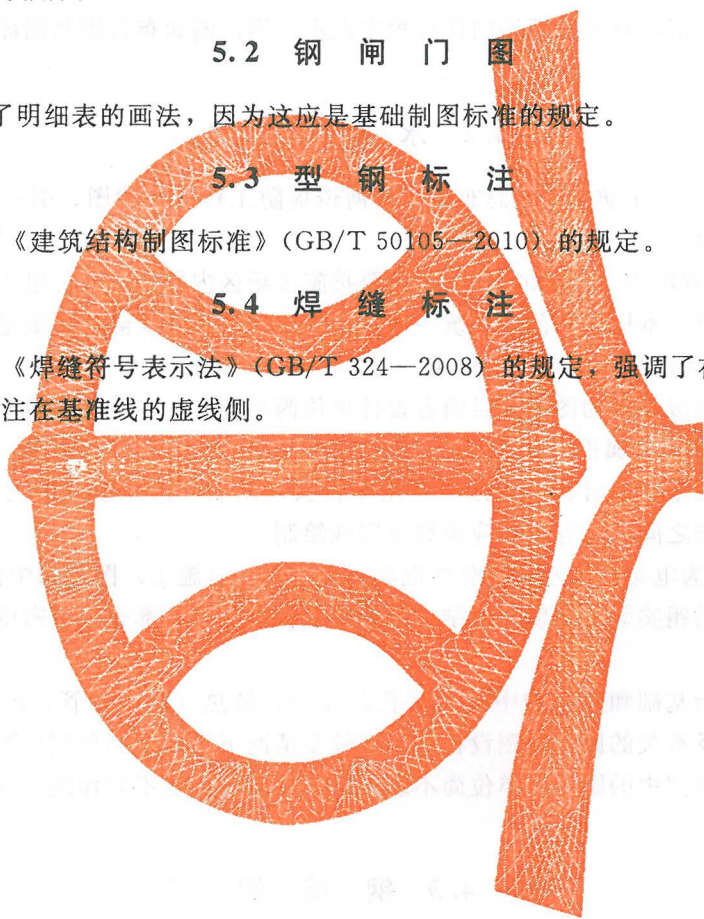 5.2 钢闸门图
了明细表的画法，因为这应是基础制图标准的规定。
5.3 型钢标注
《建筑结构制图标准》（GB/T 50105—2010）的规定。
5.4 焊缝标注
《焊缝符号表示法》（GB/T 324—2008）的规定，强调了在
注在基准线的虚线侧。